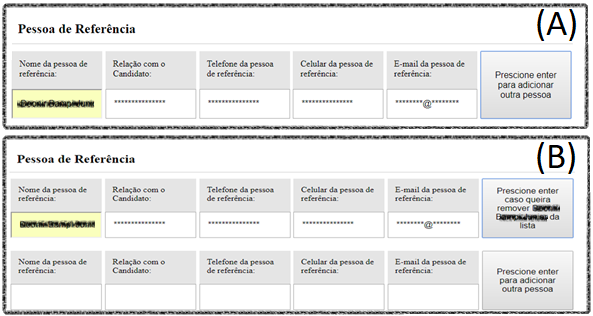 (A)
Pessoa de Referência
Nome da pessoa de referência:
Relação com o Candidato:
Telefone da pessoa de referência:
Celular da pessoa de referência:
E-mail da pessoa de referência:
Prescione enter para adicionar outra pessoa
**************
**************
**************
********@********
(B)
Pessoa de Referência
Nome da pessoa de referência:
Relação com o Candidato:
Telefone da pessoa de referência:
Celular da pessoa de referência:
E-mail da pessoa de referência:
Prescione enter caso queira remover da lista
**************
**************
**************
********@********
Nome da pessoa de referência:
Relação com o Candidato:
Telefone da pessoa de referência:
Celular da pessoa de referência:
E-mail da pessoa de referência:
Prescione enter para adicionar outra pessoa